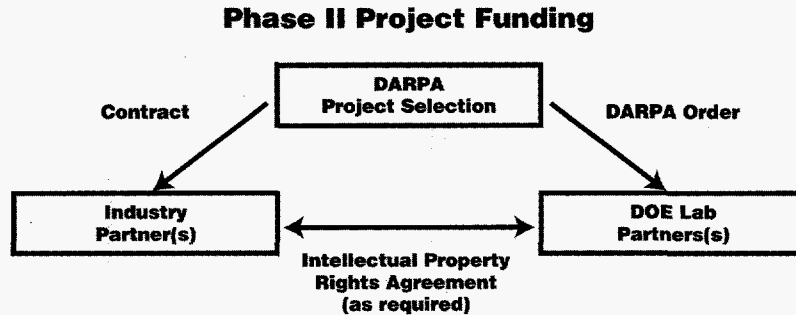 Phase II Project Funding
DARPA
Project Selection
Contract
DARPA Order
Industry
Partner(s)
DOE Lab
Partners(s)
Intellectual Property
Rights Agreement
(as required)